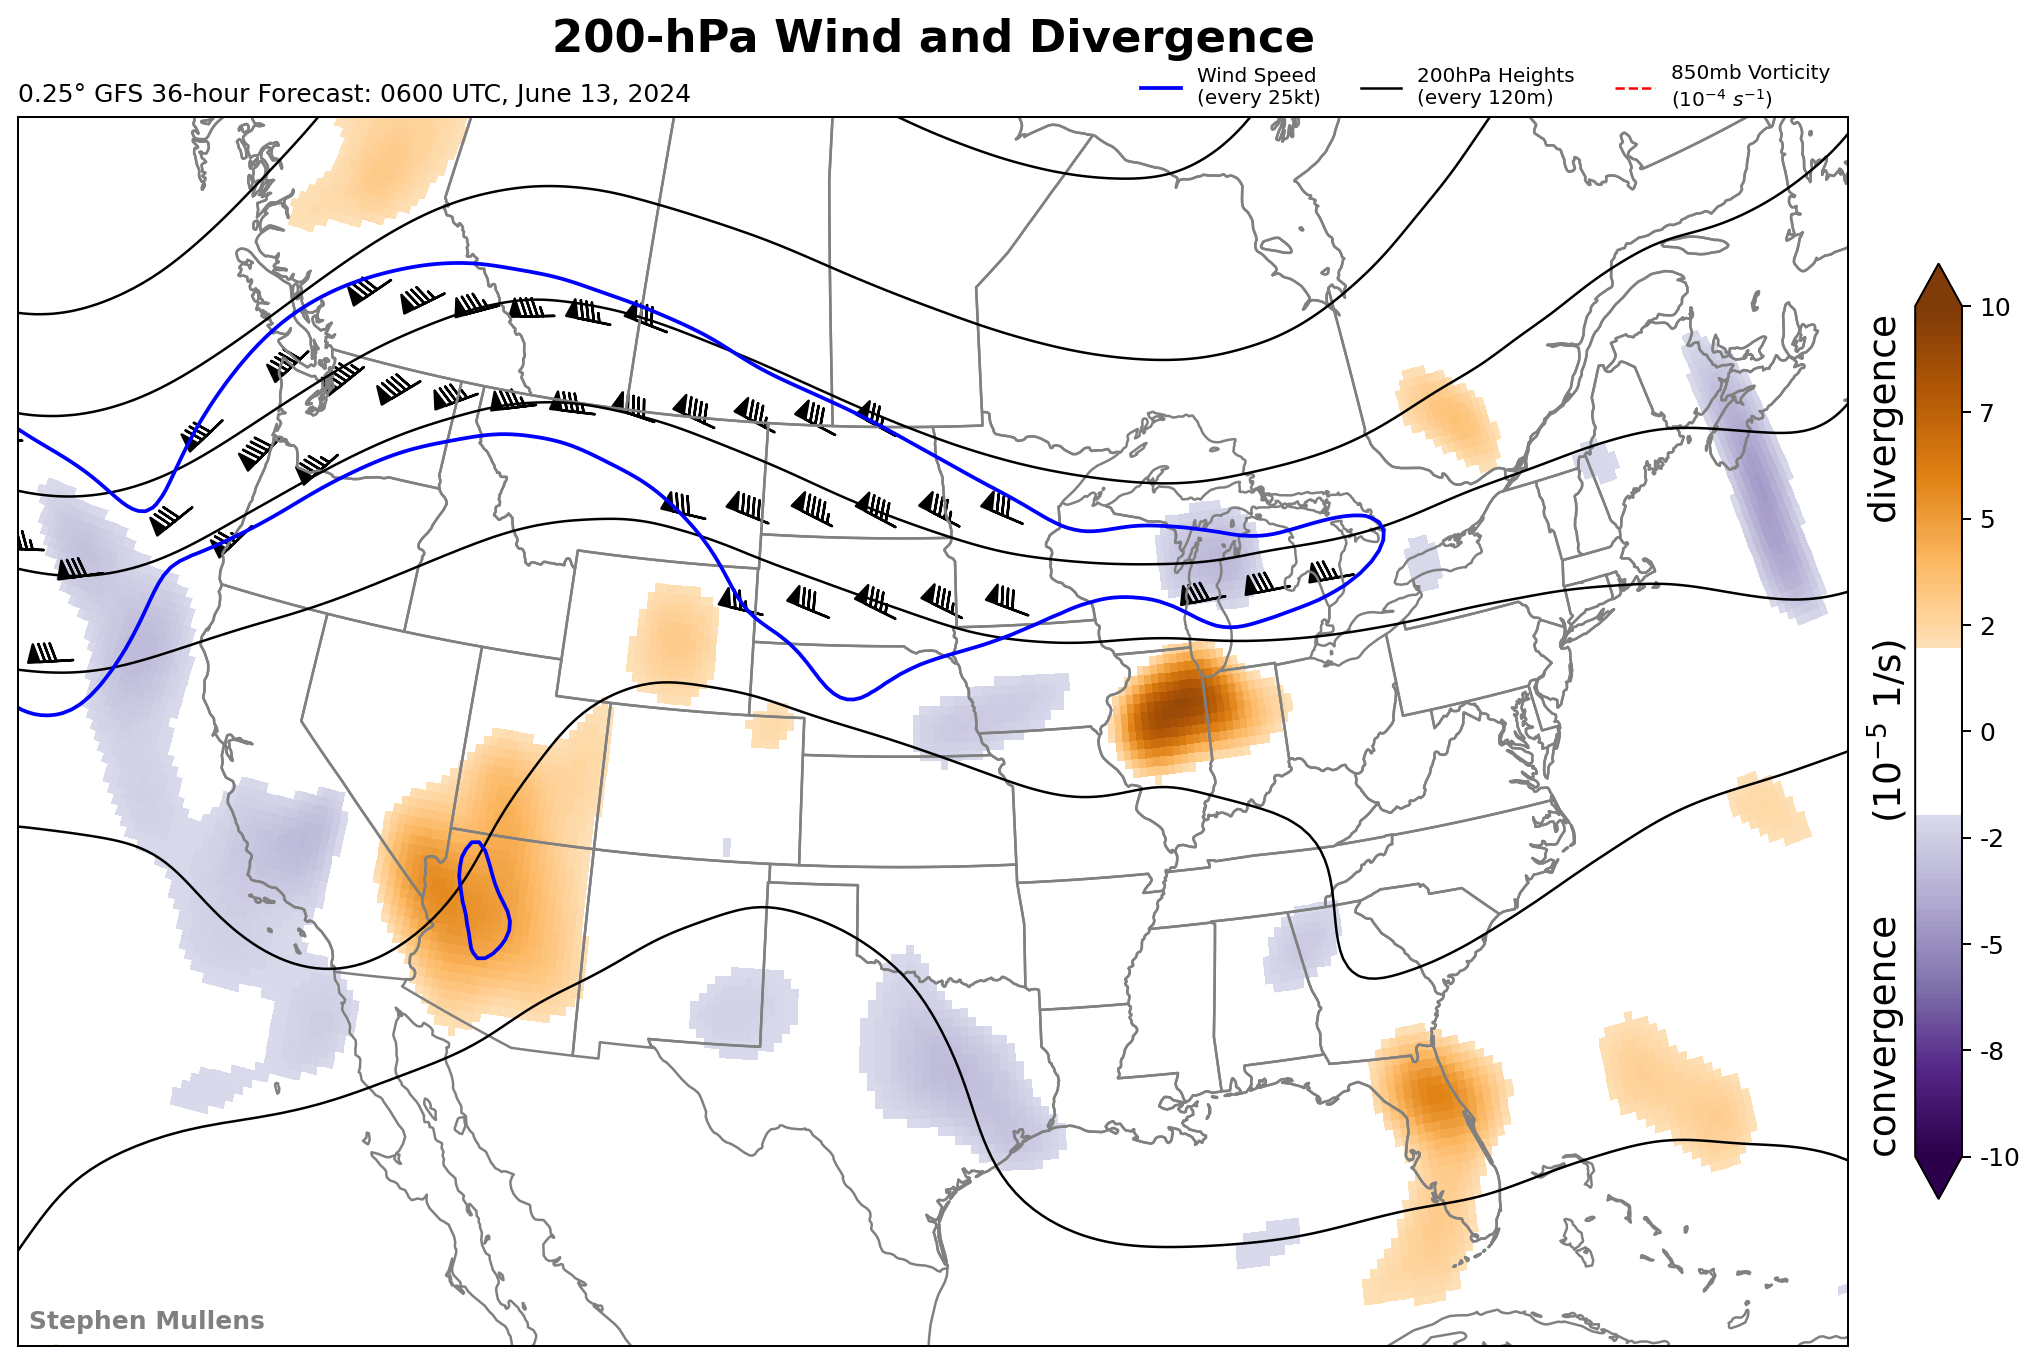 200-hPa Wind and Divergence
0.25° GFS 36-hour Forecast: 0600 UTC, June 13, 2024
Wind Speed
(every 25kt)
200hPa Heights
(every 120m)
850mb Vorticity
(10⁻⁴ s⁻¹)
10
7
5
2
0
-2
-5
-8
-10
convergence (10⁻⁵ 1/s) divergence
Stephen Mullens